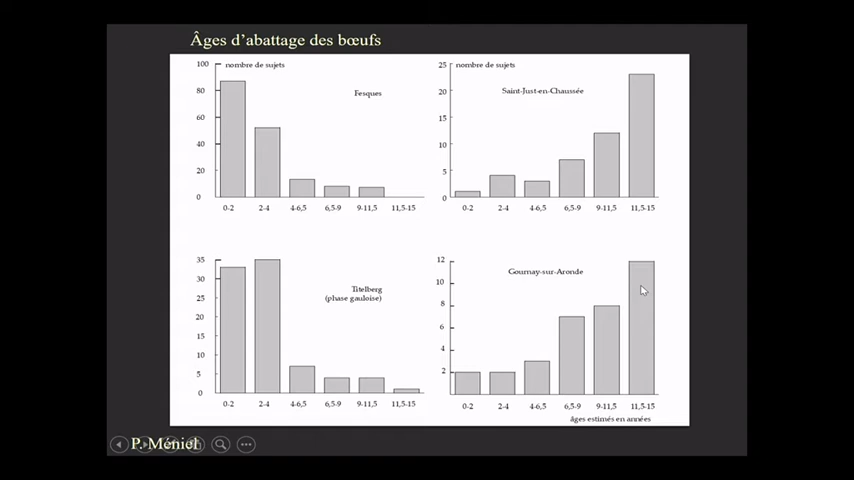 Âges d'abattage des bœufs
100
nombre de sujets
80
60
40
20
0
Fesques
0-2 2-4 4-6,5 6,5-9 9-11,5 11,5-15
25
nombre de sujets
20
15
10
5
0
Saint-Just-en-Chaussée
0-2 2-4 4-6,5 6,5-9 9-11,5 11,5-15
35
30
25
20
15
10
5
0
Titelberg
(phase gauloise)
0-2 2-4 4-6,5 6,5-9 9-11,5 11,5-15
12
10
8
6
4
2
Gournay-sur-Aronde
0-2 2-4 4-6,5 6,5-9 9-11,5 11,5-15
âges estimés en années
P. Méniel